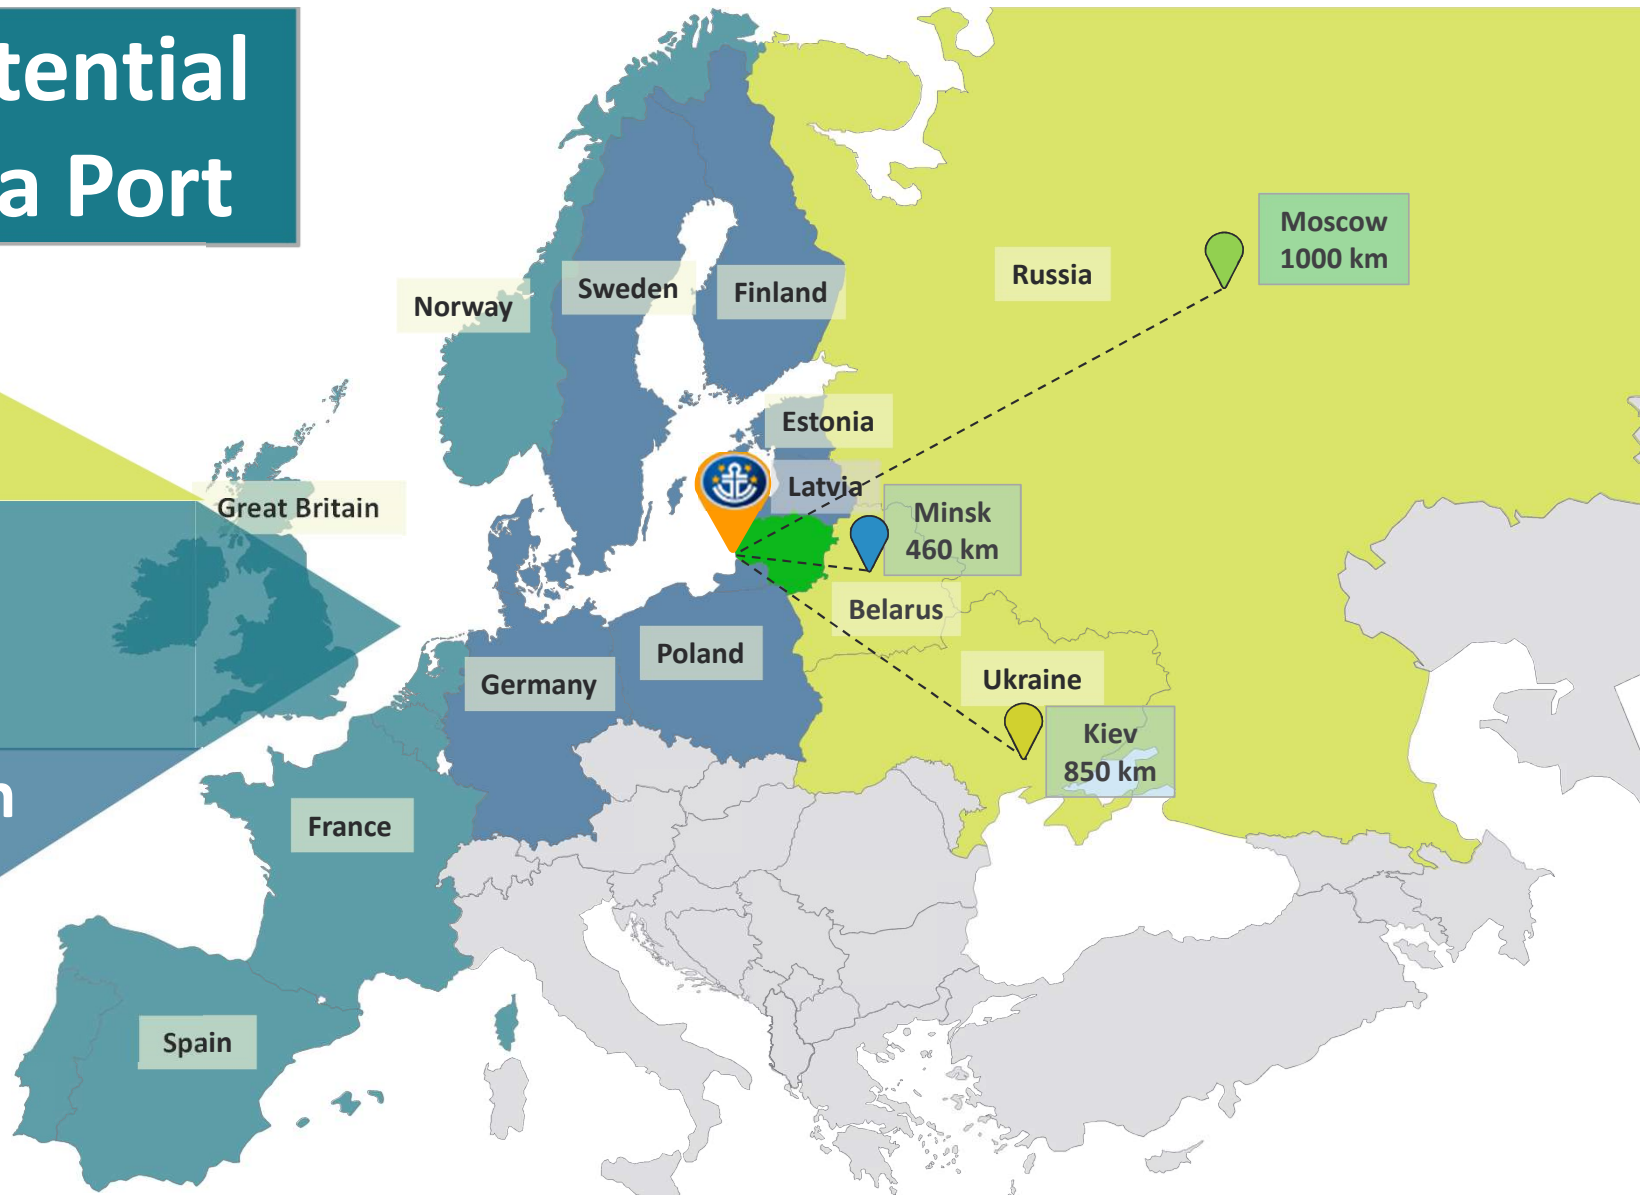 tential
a Port
Moscow
1000 km
Russia
Sweden
Finland
Norway
Estonia
Latvia
Great Britain
Minsk
460 km
Belarus
Poland
Germany
Ukraine
Kiev
850 km
n
France
Spain